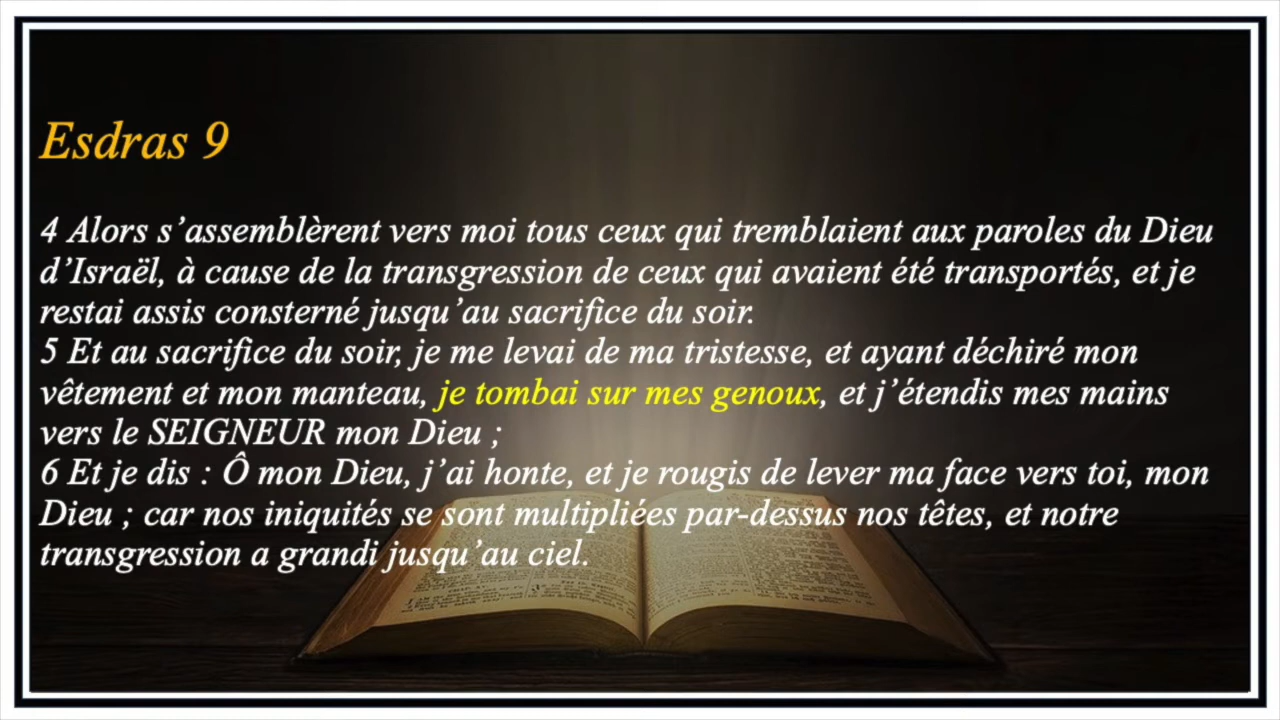 Esdras 9
4 Alors s’assemblèrent vers moi tous ceux qui tremblaient aux paroles du Dieu
d’Israël, à cause de la transgression de ceux qui avaient été transportés, et je
restai assis consterné jusqu’au sacrifice du soir.
5 Et au sacrifice du soir, je me levai de ma tristesse, et ayant déchiré mon
vêtement et mon manteau, je tombai sur mes genoux, et j’étendis mes mains
vers le SEIGNEUR mon Dieu ;
6 Et je dis : Ô mon Dieu, j’ai honte, et je rougis de lever ma face vers toi, mon
Dieu ; car nos iniquités se sont multipliées par-dessus nos têtes, et notre
transgression a grandi jusqu’au ciel.